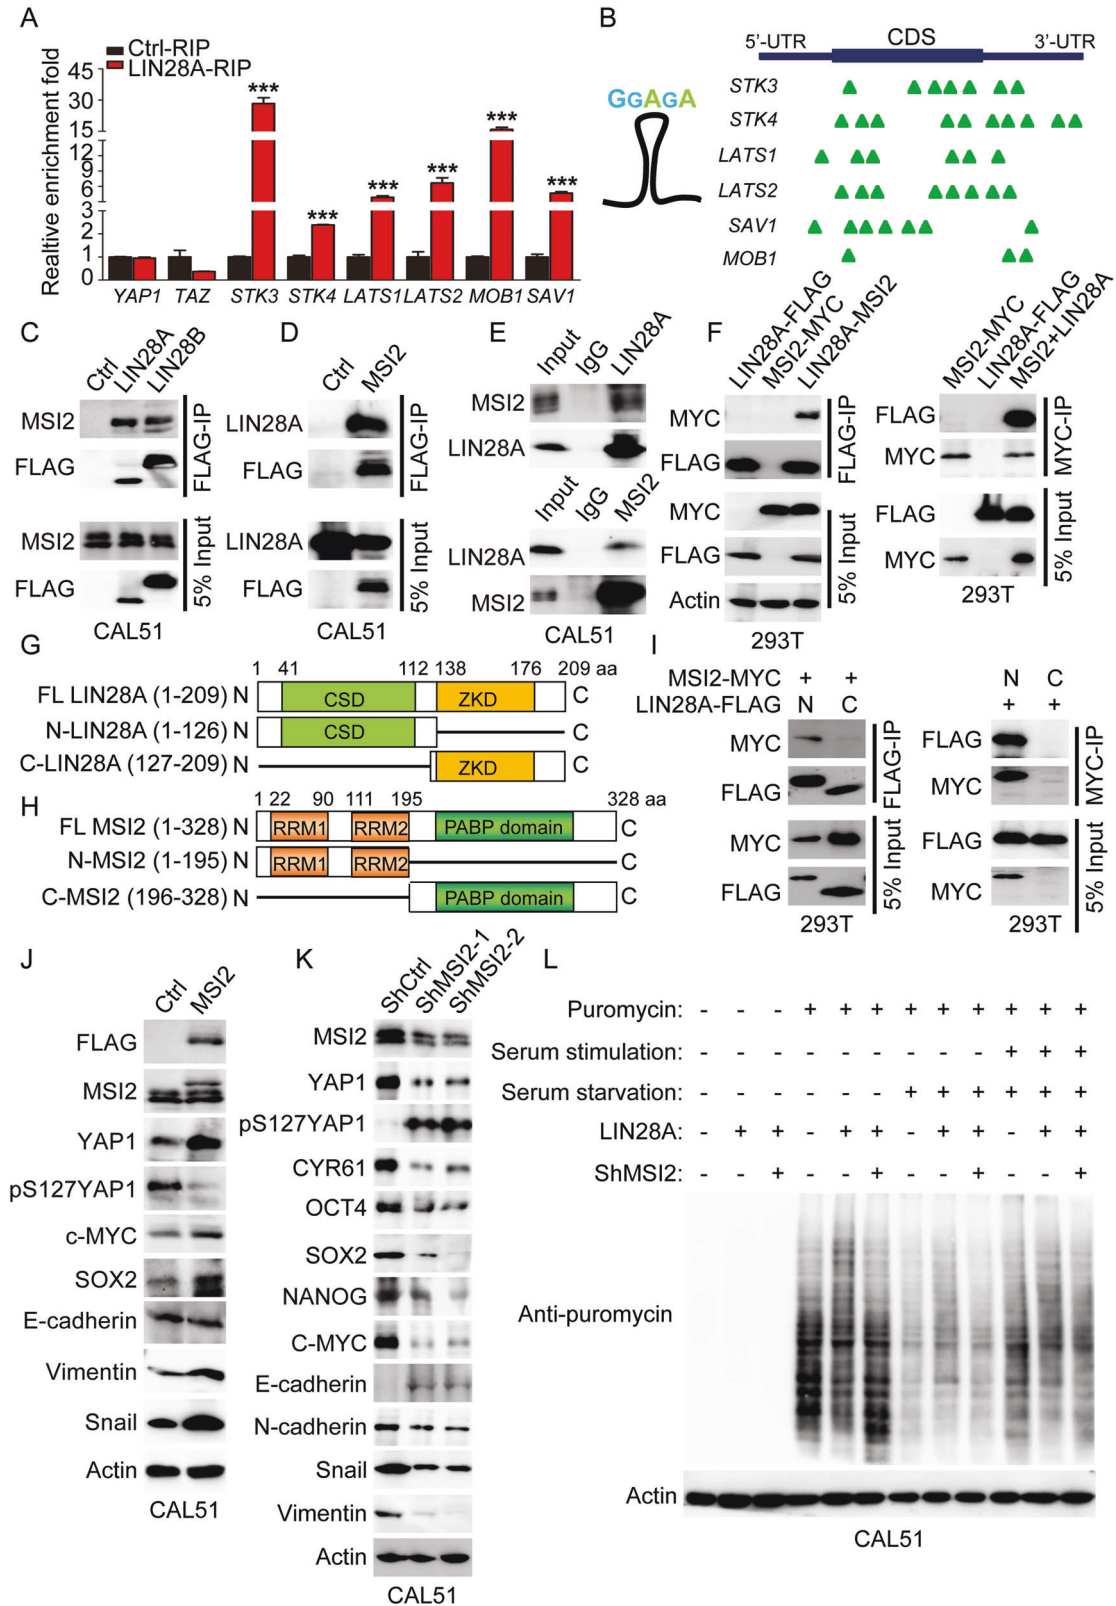 A
Ctrl-RIP
LIN28A-RIP
Realtive enrichment fold
45
30
15
12
9
6
3
2
1
0
***
***
***
***
***
***
YAP1 TAZ STK3 STK4 LATS1 LATS2 MOB1 SAV1
B
5'-UTR CDS 3'-UTR
GGAGA
STK3
STK4
LATS1
LATS2
SAV1
MOB1
C
Ctrl LIN28A LIN28B
MSI2
FLAG
FLAG-IP
MSI2
FLAG
5% Input
CAL51
D
Ctrl MSI2
LIN28A
FLAG
FLAG-IP
LIN28A
FLAG
5% Input
CAL51
E
Input IgG LIN28A
MSI2
LIN28A
Input IgG MSI2
LIN28A
MSI2
CAL51
F
LIN28A-FLAG MSI2-MYC LIN28A-MSI2
MYC
FLAG
FLAG-IP
MYC
FLAG
Actin
5% Input
293T
MSI2-MYC LIN28A-FLAG MSI2+LIN28A
FLAG
MYC
MYC-IP
FLAG
MYC
5% Input
293T
G
1 41 112 138 176 209 aa
FL LIN28A (1-209) N CSD ZKD C
N-LIN28A (1-126) N CSD C
C-LIN28A (127-209) N ZKD C
H
1 22 90 111 195 328 aa
FL MSI2 (1-328) N RRM1 RRM2 PABP domain C
N-MSI2 (1-195) N RRM1 RRM2 C
C-MSI2 (196-328) N PABP domain C
I
MSI2-MYC + + N C
LIN28A-FLAG N C + +
MYC
FLAG
FLAG-IP
MYC
FLAG
5% Input
293T
FLAG
MYC
MYC-IP
FLAG
MYC
5% Input
293T
J
Ctrl MSI2
FLAG
MSI2
YAP1
pS127YAP1
c-MYC
SOX2
E-cadherin
Vimentin
Snail
Actin
CAL51
K
ShCtrl ShMSI2-1 ShMSI2-2
MSI2
YAP1
pS127YAP1
CYR61
OCT4
SOX2
NANOG
C-MYC
E-cadherin
N-cadherin
Snail
Vimentin
Actin
CAL51
L
Puromycin: - - - + + + + + + + + +
Serum stimulation: - - - - - - - - - + + +
Serum starvation: - - - - - - + + + + + +
LIN28A: - + + - + + - + + - + +
ShMSI2: - - + - - + - - + - - +
Anti-puromycin
Actin
CAL51